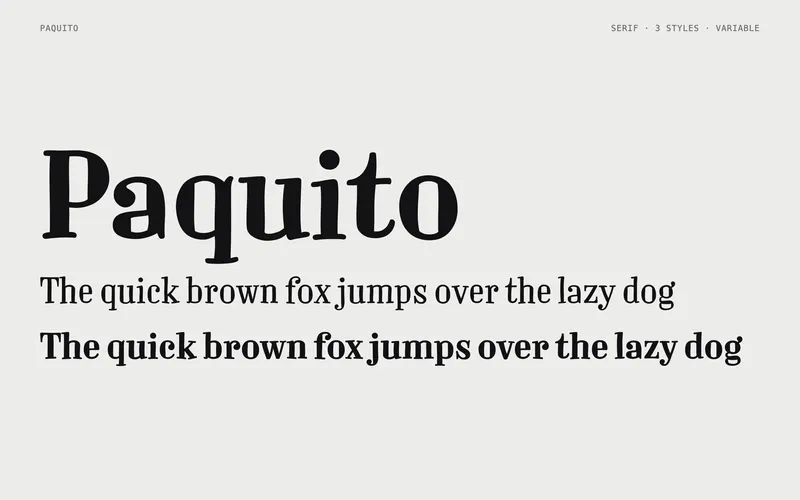 PAQUITO
SERIF · 3 STYLES · VARIABLE
Paquito
The quick brown fox jumps over the lazy dog
The quick brown fox jumps over the lazy dog